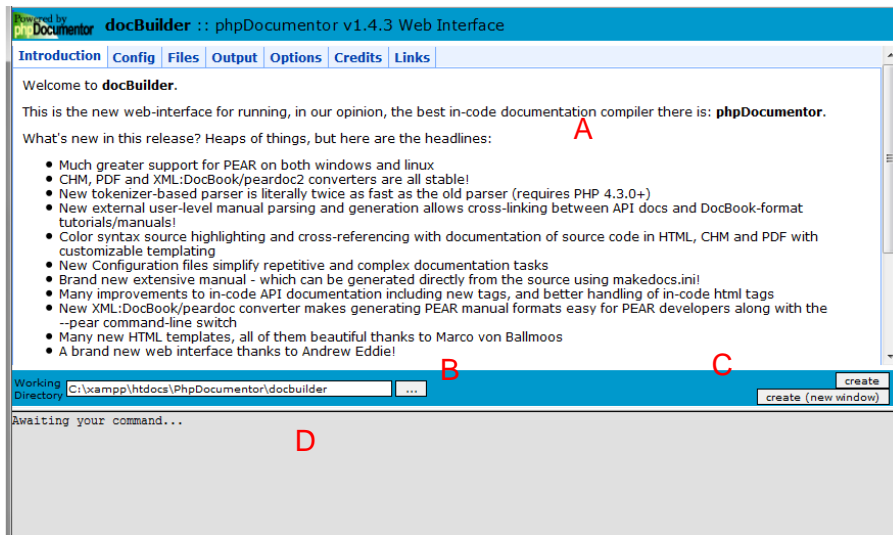 Powered by
phpDocumentor docBuilder :: phpDocumentor v1.4.3 Web Interface
Introduction Config Files Output Options Credits Links
Welcome to docBuilder.
This is the new web-interface for running, in our opinion, the best in-code documentation compiler there is: phpDocumentor.
A
What's new in this release? Heaps of things, but here are the headlines:
• Much greater support for PEAR on both windows and linux
• CHM, PDF and XML:DocBook/peardoc2 converters are all stable!
• New tokenizer-based parser is literally twice as fast as the old parser (requires PHP 4.3.0+)
• New external user-level manual parsing and generation allows cross-linking between API docs and DocBook-format
tutorials/manuals!
• Color syntax source highlighting and cross-referencing with documentation of source code in HTML, CHM and PDF with
customizable templating
• New Configuration files simplify repetitive and complex documentation tasks
• Brand new extensive manual - which can be generated directly from the source using makedocs.ini!
• Many improvements to in-code API documentation including new tags, and better handling of in-code html tags
• New XML:DocBook/peardoc converter makes generating PEAR manual formats easy for PEAR developers along with the
--pear command-line switch
• Many new HTML templates, all of them beautiful thanks to Marco von Ballmoos
• A brand new web interface thanks to Andrew Eddie!
B C
Working
Directory C:\xampp\htdocs\PhpDocumentor\docbuilder ... create
create (new window)
Awaiting your command...
D